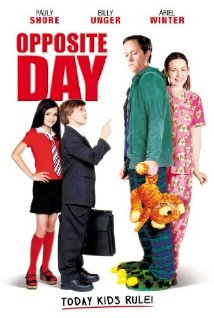 PAULY SHORE
BILLY UNGER
ARIEL WINTER
OPPOSITE
DAY
TODAY KIDS RULE!